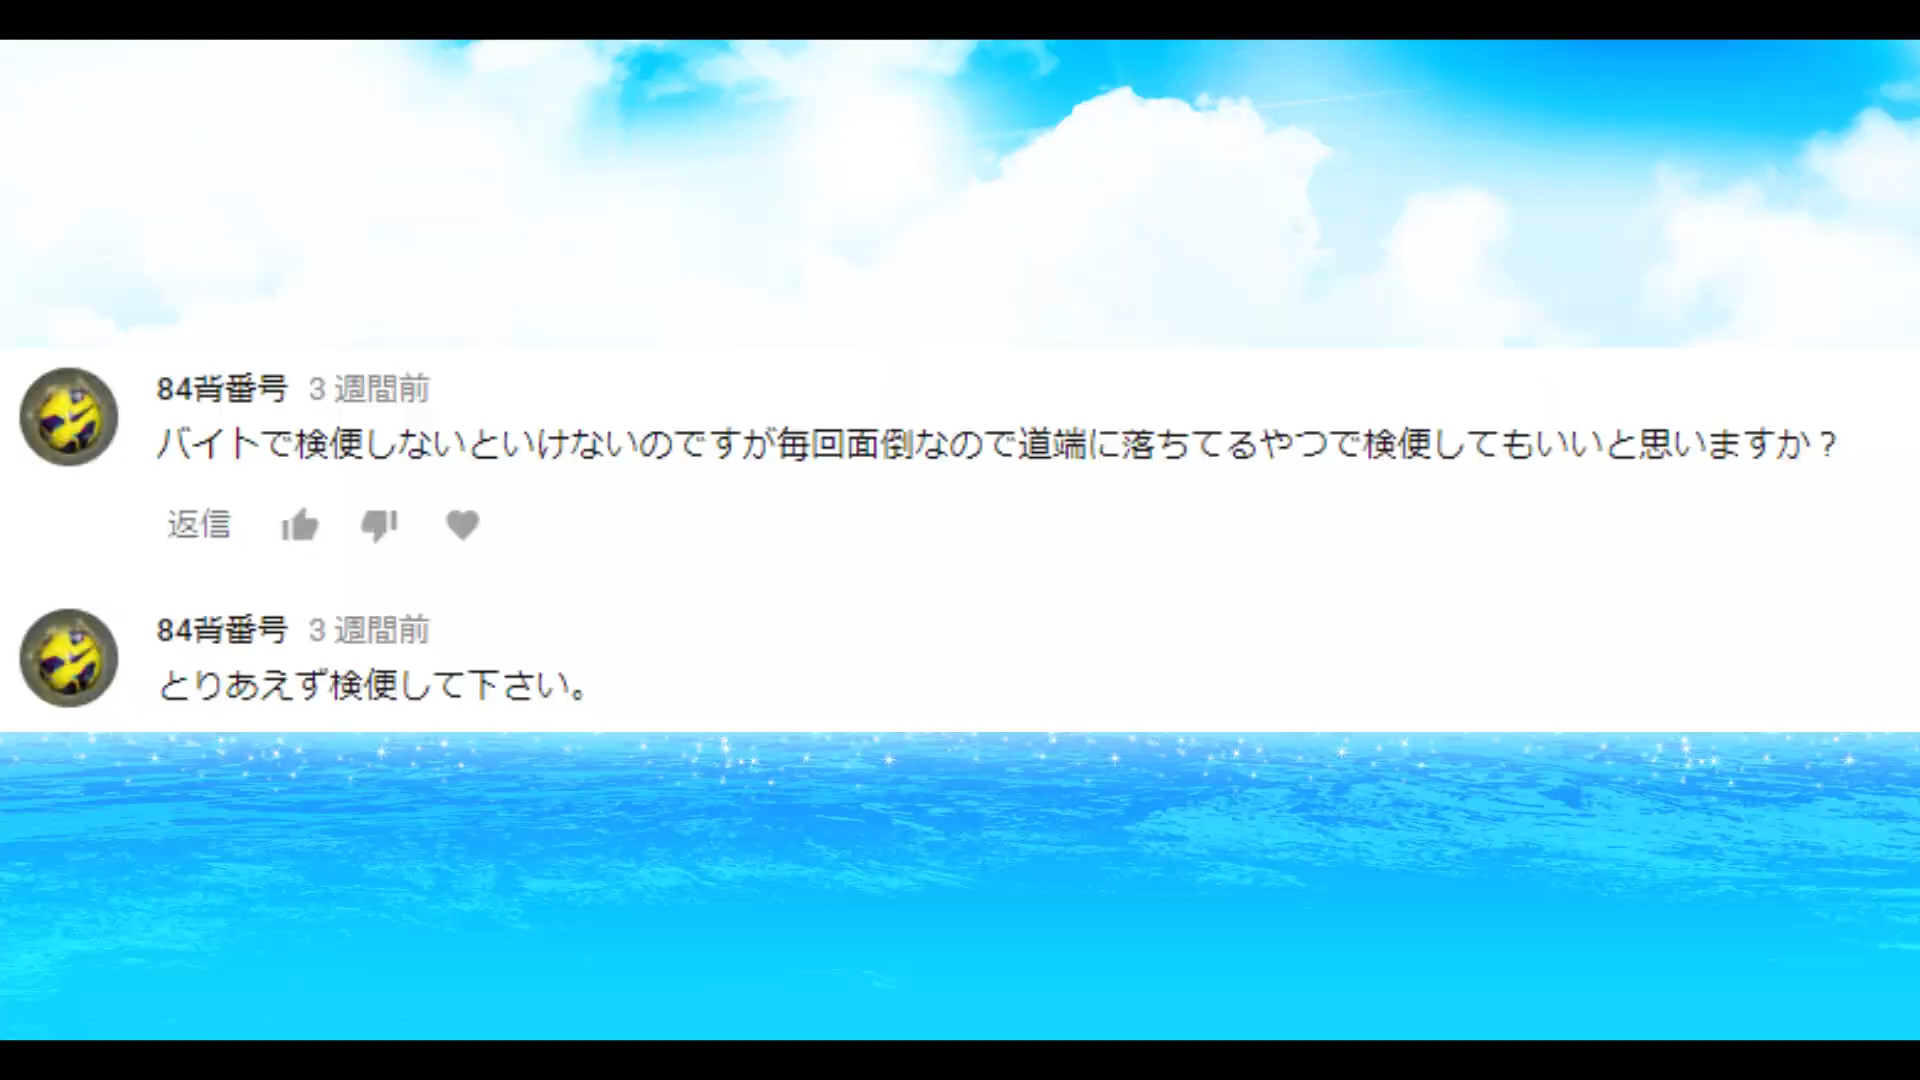 84背番号 3 週間前
バイトで検便しないといけないのですが毎回面倒なので道端に落ちてるやつで検便してもいいと思いますか？
返信
84背番号 3 週間前
とりあえず検便して下さい。